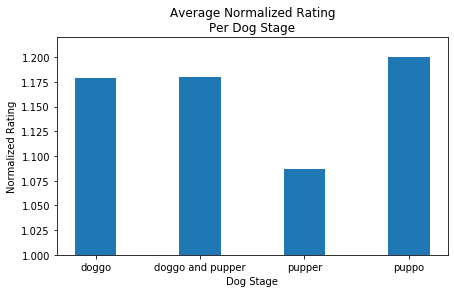 Average Normalized Rating
Per Dog Stage
Normalized Rating
1.200
1.175
1.150
1.125
1.100
1.075
1.050
1.025
1.000
doggo
doggo and pupper
pupper
puppo
Dog Stage